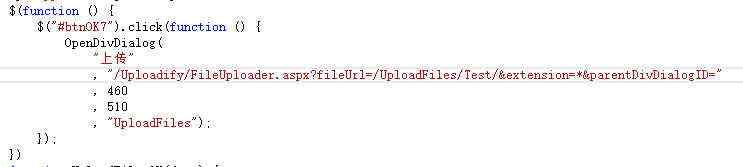 $(function () {
$("#btnOK7").click(function () {
OpenDivDialog(
"上传"
, "/Uploadify/FileUploader.aspx?fileUrl=/UploadFiles/Test/&extension=*&parentDivDialogID="
, 460
, 510
, "UploadFiles");
});
})